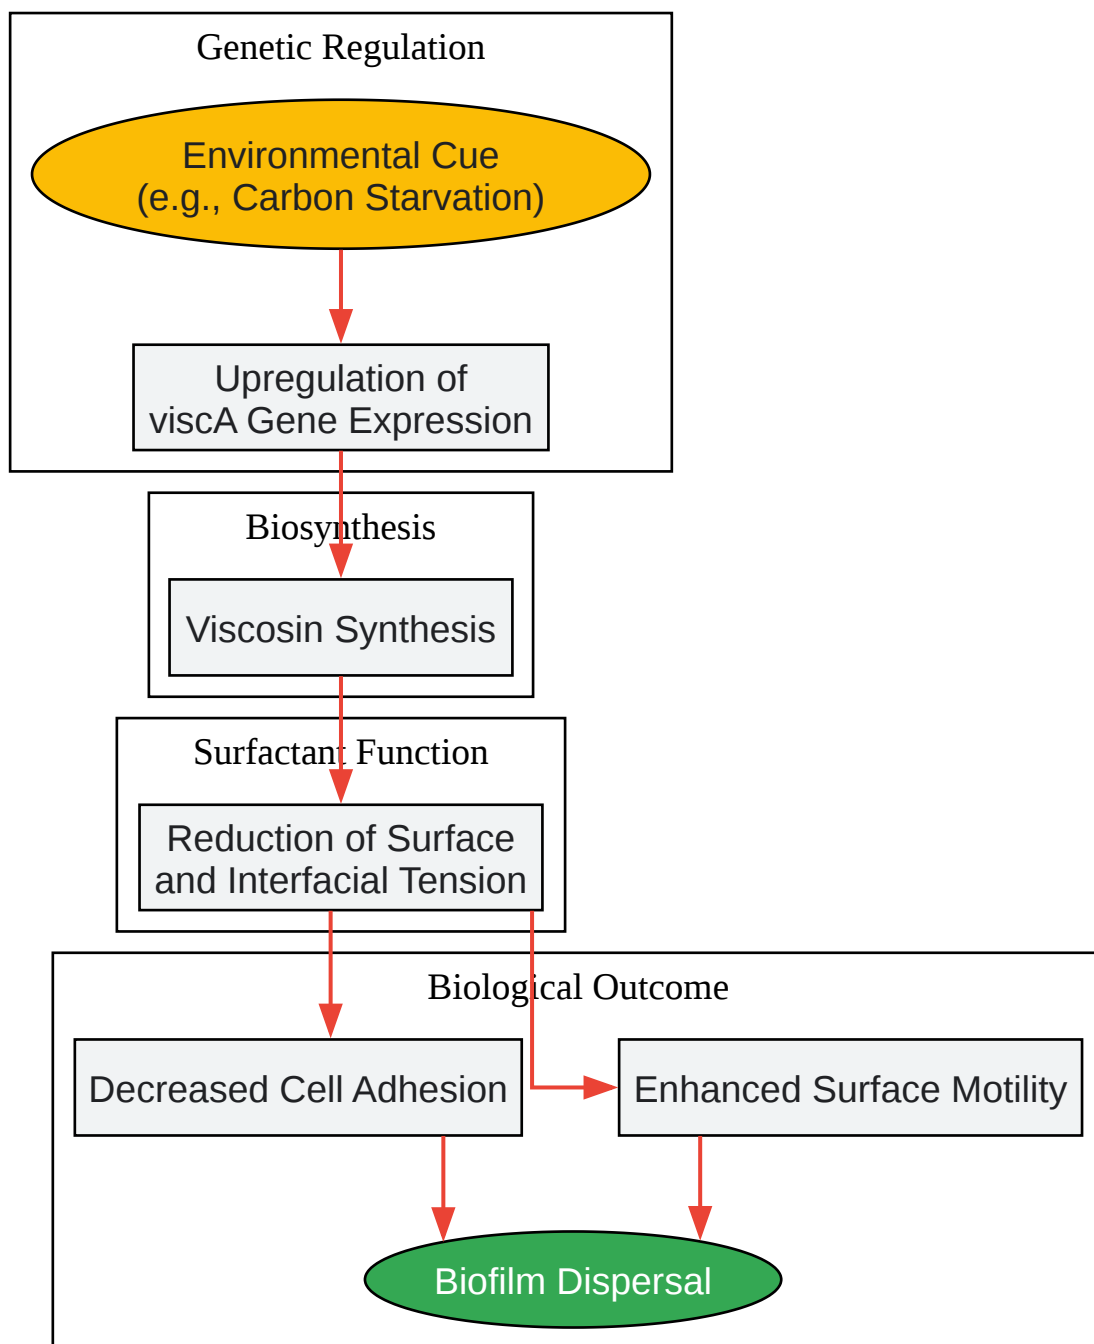 Genetic Regulation
Environmental Cue
(e.g., Carbon Starvation)
Upregulation of
viscA Gene Expression
Biosynthesis
Viscosin Synthesis
Surfactant Function
Reduction of Surface
and Interfacial Tension
Biological Outcome
Decreased Cell Adhesion
Enhanced Surface Motility
Biofilm Dispersal